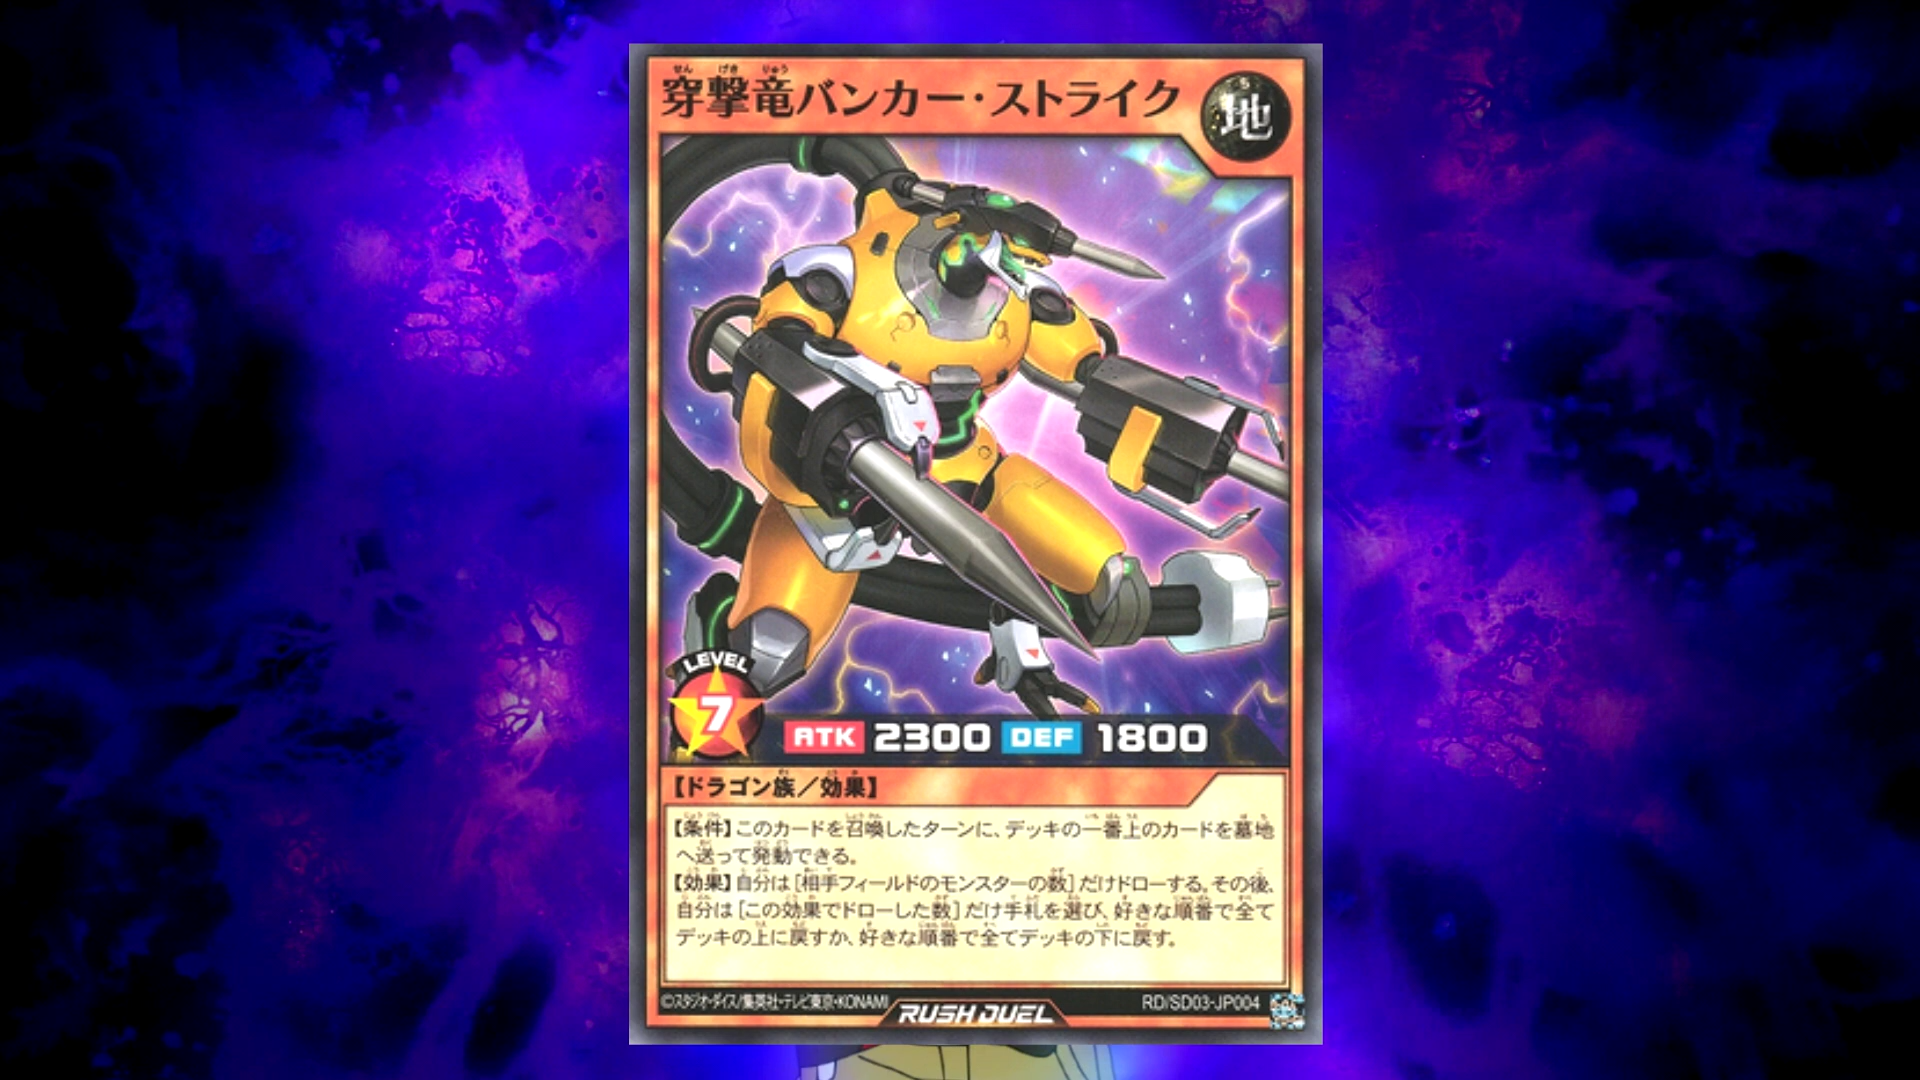 せん げき りゅう
穿撃竜バンカー・ストライク
地
LEVEL
7
ATK 2300 DEF 1800
【ドラゴン族／効果】
【条件】このカードを召喚したターンに、デッキの一番上のカードを墓地
へ送って発動できる。
【効果】自分は[相手フィールドのモンスターの数]だけドローする。その後、
自分は[この効果でドローした数]だけ手札を選び、好きな順番で全て
デッキの上に戻すか、好きな順番で全てデッキの下に戻す。
©スタジオ・ダイス/集英社・テレビ東京・KONAMI
RUSH DUEL
RD/SD03-JP004